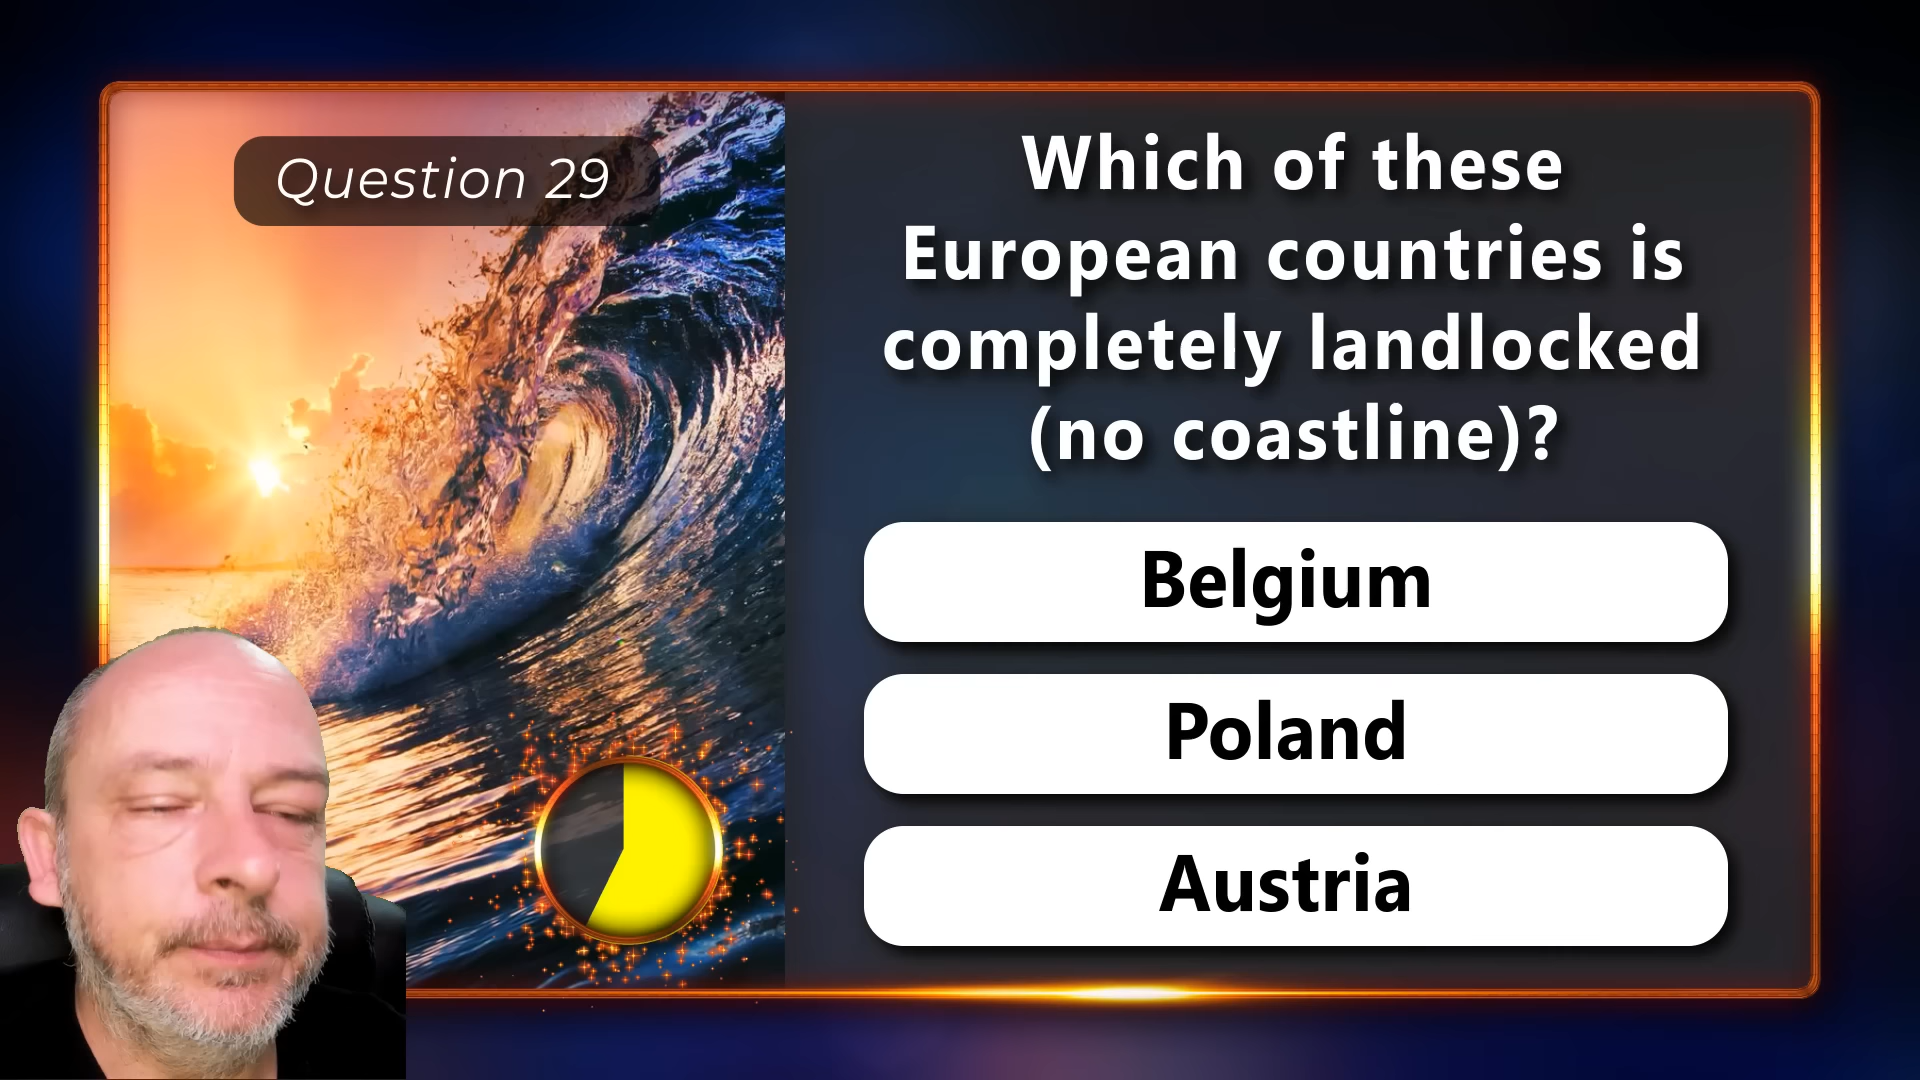 Question 29
Which of these
European countries is
completely landlocked
(no coastline)?
Belgium
Poland
Austria